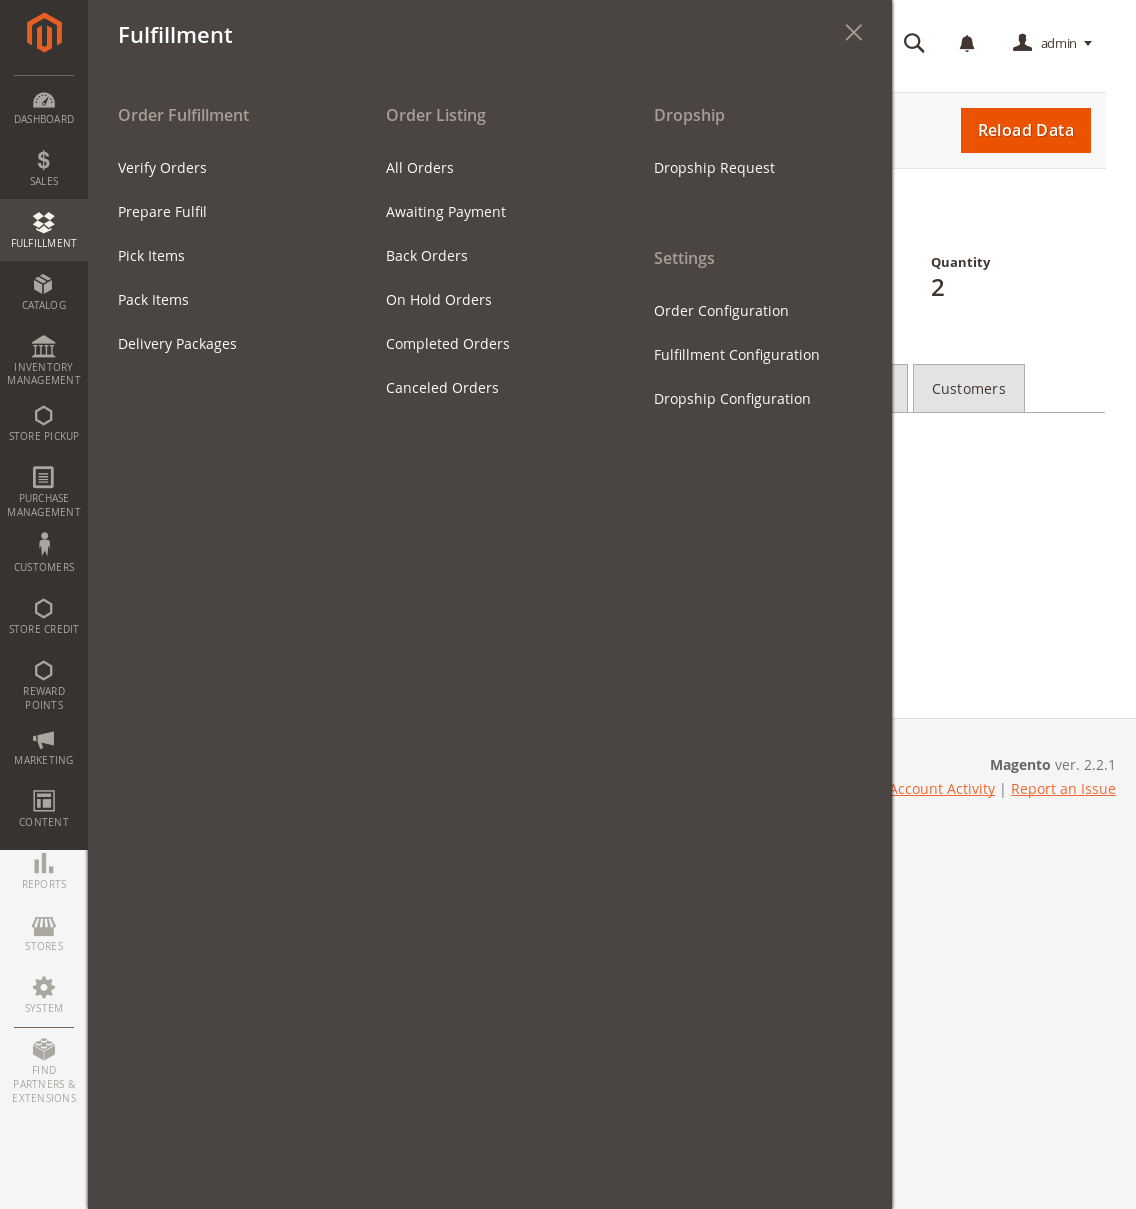 DASHBOARD
SALES
FULFILLMENT
CATALOG
INVENTORY
MANAGEMENT
STORE PICKUP
PURCHASE
MANAGEMENT
CUSTOMERS
STORE CREDIT
REWARD
POINTS
MARKETING
CONTENT
REPORTS
STORES
SYSTEM
FIND
PARTNERS &
EXTENSIONS
Fulfillment
Order Fulfillment
Verify Orders
Prepare Fulfil
Pick Items
Pack Items
Delivery Packages
Order Listing
All Orders
Awaiting Payment
Back Orders
On Hold Orders
Completed Orders
Canceled Orders
Dropship
Dropship Request
Settings
Order Configuration
Fulfillment Configuration
Dropship Configuration
admin
Reload Data
Quantity
2
Customers
Magento ver. 2.2.1
Account Activity | Report an Issue